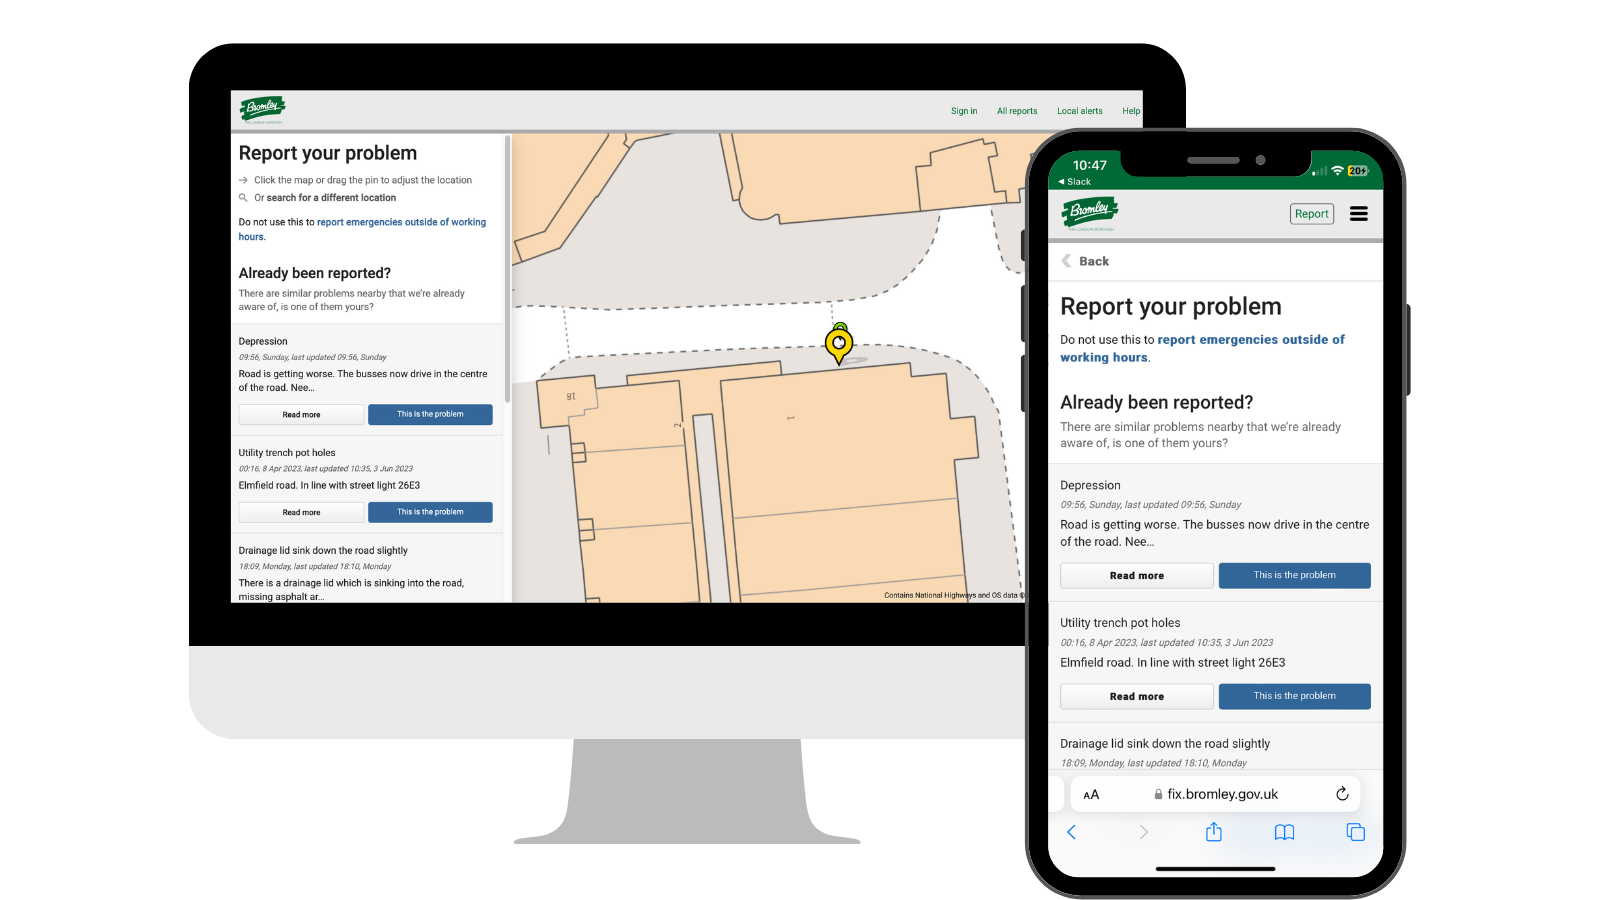 Bromley
THE LONDON BOROUGH
Sign in
All reports
Local alerts
Help
Report your problem
Click the map or drag the pin to adjust the location
Or search for a different location
Do not use this to report emergencies outside of working
hours.
Already been reported?
There are similar problems nearby that we're already
aware of, is one of them yours?
Depression
09:56, Sunday, last updated 09:56, Sunday
Road is getting worse. The busses now drive in the centre
of the road. Nee...
Read more
This is the problem
Utility trench pot holes
00:16, 8 Apr 2023, last updated 10:35, 3 Jun 2023
Elmfield road. In line with street light 26E3
Read more
This is the problem
Drainage lid sink down the road slightly
18:09, Monday, last updated 18:10, Monday
There is a drainage lid which is sinking into the road,
missing asphalt ar...
18
2
1
Contains National Highways and OS data ©
10:47
20
Slack
Bromley
THE LONDON BOROUGH
Report
Back
Report your problem
Do not use this to report emergencies outside of
working hours.
Already been reported?
There are similar problems nearby that we're already
aware of, is one of them yours?
Depression
09:56, Sunday, last updated 09:56, Sunday
Road is getting worse. The busses now drive in the centre
of the road. Nee...
Read more
This is the problem
Utility trench pot holes
00:16, 8 Apr 2023, last updated 10:35, 3 Jun 2023
Elmfield road. In line with street light 26E3
Read more
This is the problem
Drainage lid sink down the road slightly
18:09, Monday, last updated 18:10, Monday
AA
fix.bromley.gov.uk